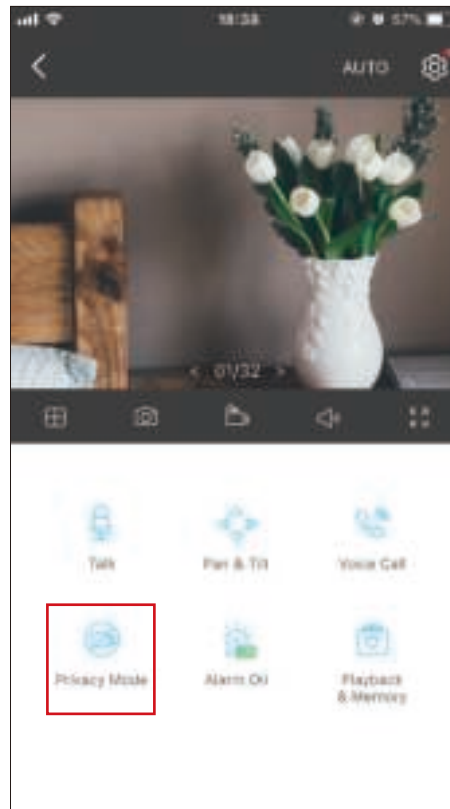 18:38
57%
AUTO
< 01/32 >
Talk
Pan & Tilt
Voice Call
Privacy Mode
Alarm On
Playback
& Memory